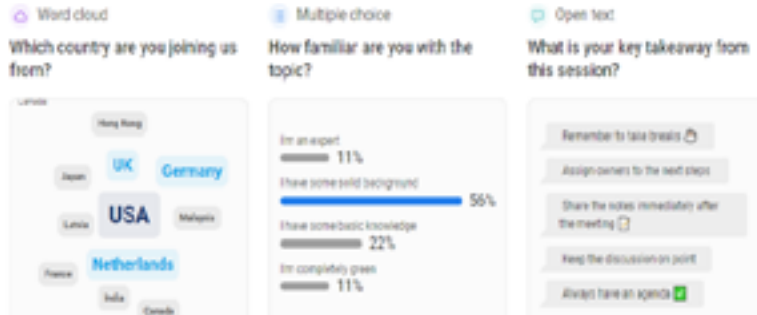 Word cloud
Which country are you joining us
from?
Hong Kong
UK
Germany
Japan
USA
Malaysia
Latvia
Netherlands
France
India
Canada
Multiple choice
How familiar are you with the
topic?
I'm an expert
11%
I have some solid background
56%
I have some basic knowledge
22%
I'm completely green
11%
Open text
What is your key takeaway from
this session?
Remember to take breaks
Assign owners to the next steps
Share the notes immediately after
the meeting
Keep the discussion on point
Always have an agenda